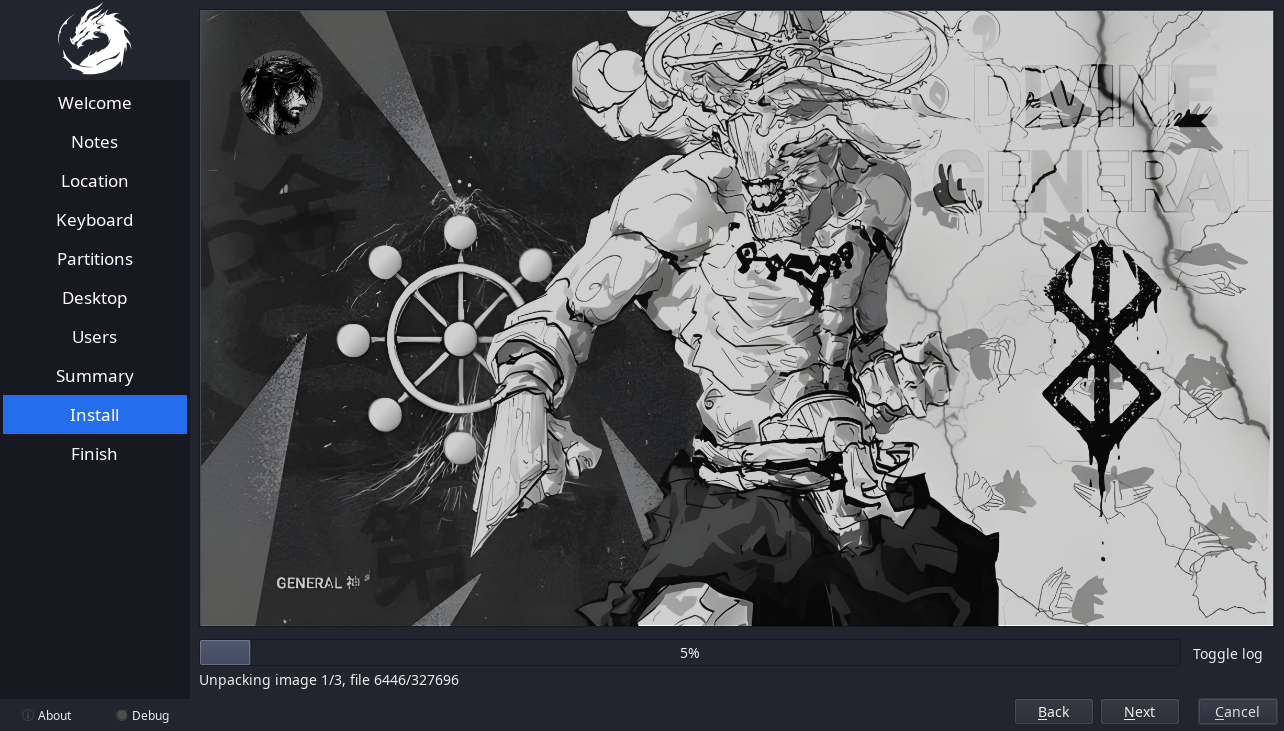 Welcome
Notes
Location
Keyboard
Partitions
Desktop
Users
Summary
Install
Finish
DIVINE
GENERAL
GENERAL 神
5%
Toggle log
Unpacking image 1/3, file 6446/327696
About
Debug
Back
Next
Cancel